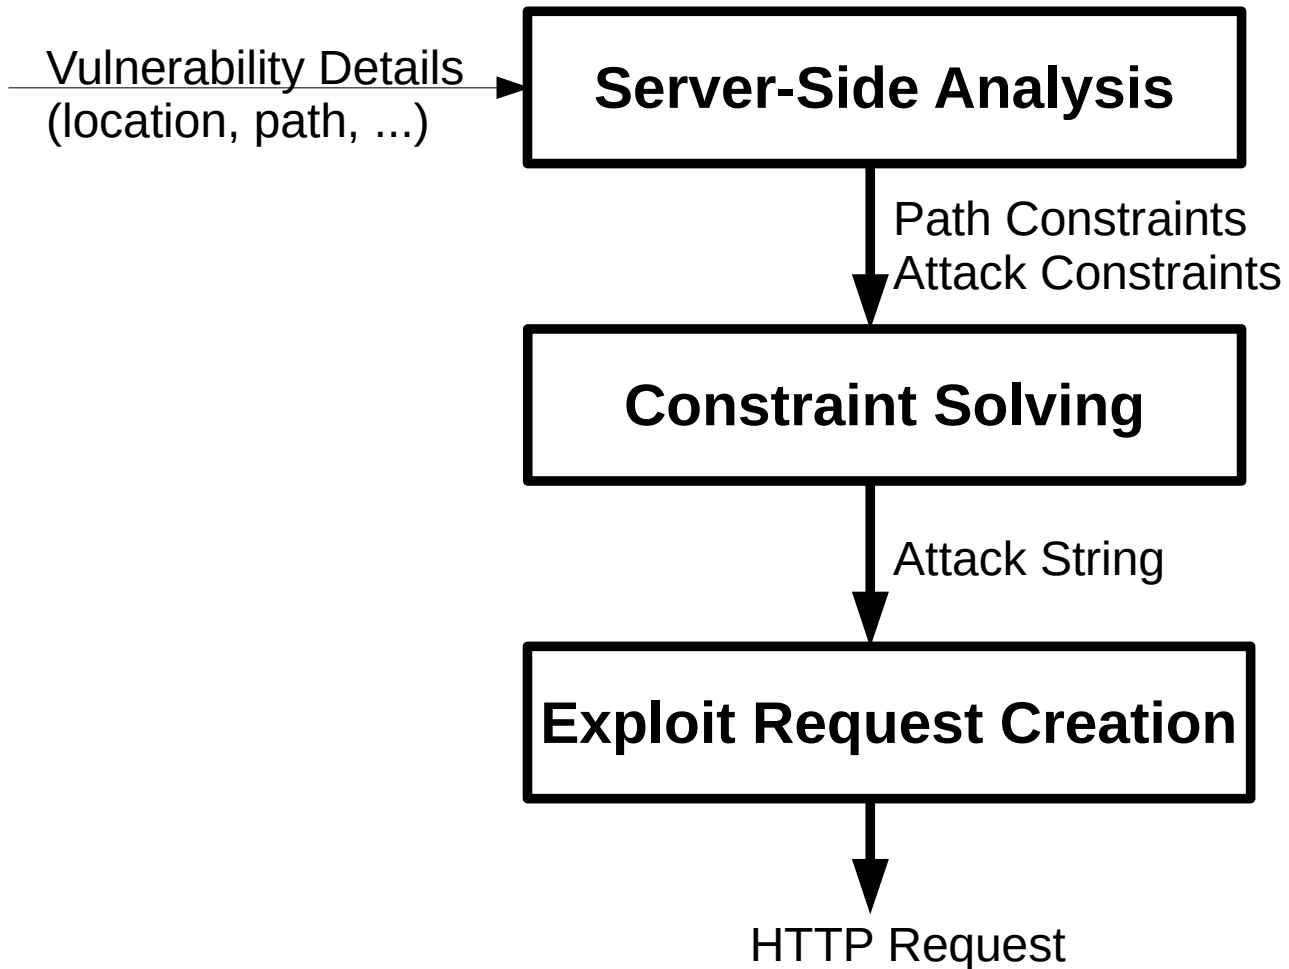 Vulnerability Details
(location, path, ...)
Server-Side Analysis
Path Constraints
Attack Constraints
Constraint Solving
Attack String
Exploit Request Creation
HTTP Request